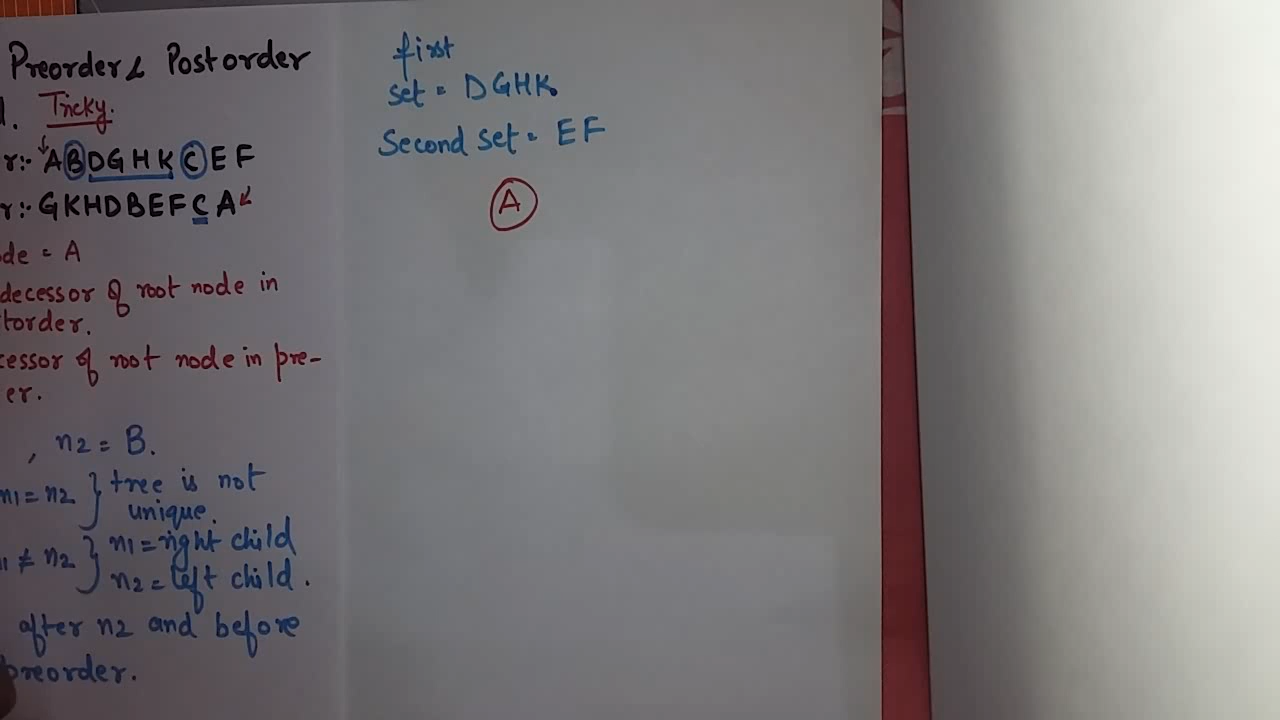 Preorder & Postorder
1. Tricky.
r:- A B D G H K C E F
r:- G K H D B E F C A
de = A
decessor of root node in
torder.
cessor of root node in pre-
er.
, n2 = B.
n1 = n2 } tree is not
unique.
1 ≠ n2 } n1 = right child
n2 = left child.
after n2 and before
preorder.
first
set = DGHK
Second set = EF
A